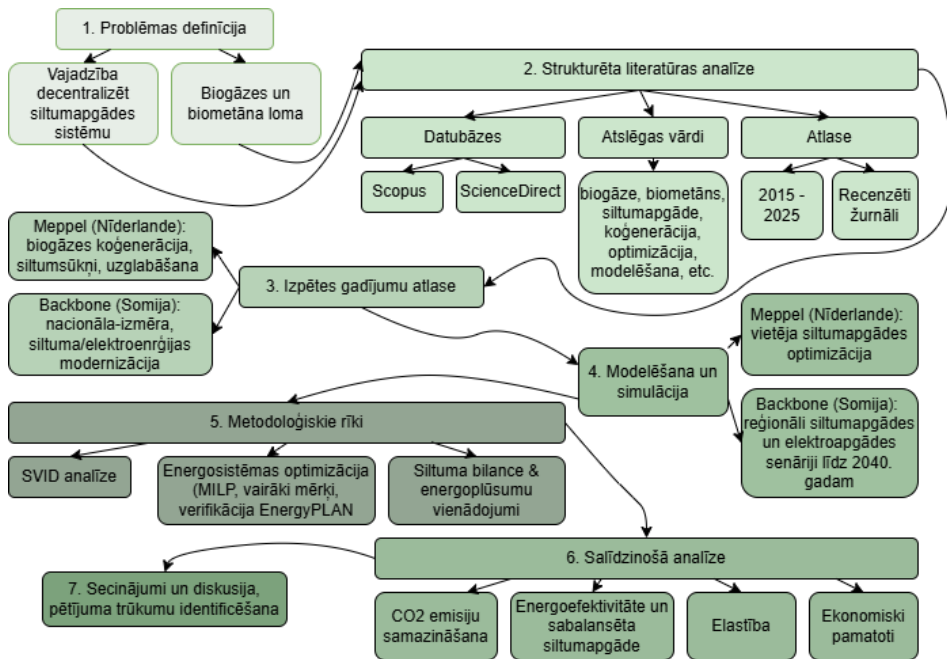 1. Problēmas definīcija
Vajadzība
decentralizēt
siltumapgādes
sistēmu
Biogāzes un
biometāna loma
2. Strukturēta literatūras analīze
Datubāzes
Atslēgas vārdi
Atlase
Scopus
ScienceDirect
biogāze, biometāns,
siltumapgāde,
koģenerācija,
optimizācija,
modelēšana, etc.
2015 -
2025
Recenzēti
žurnāli
Meppel (Nīderlande):
biogāzes koģenerācija,
siltumsūkņi, uzglabāšana
Backbone (Somija):
nacionāla-izmēra,
siltuma/elektroenrģijas
modernizācija
3. Izpētes gadījumu atlase
4. Modelēšana un
simulācija
Meppel (Nīderlande):
vietēja siltumapgādes
optimizācija
Backbone (Somija):
reģionāli siltumapgādes
un elektroapgādes
senāriji līdz 2040.
gadam
5. Metodoloģiskie rīki
SVID analīze
Energosistēmas optimizācija
(MILP, vairāki mērķi,
verifikācija EnergyPLAN
Siltuma bilance &
energoplūsumu
vienādojumi
6. Salīdzinošā analīze
CO2 emisiju
samazināšana
Energoefektivitāte un
sabalansēta
siltumapgāde
Elastība
Ekonomiski
pamatoti
7. Secinājumi un diskusija,
pētījuma trūkumu identificēšana